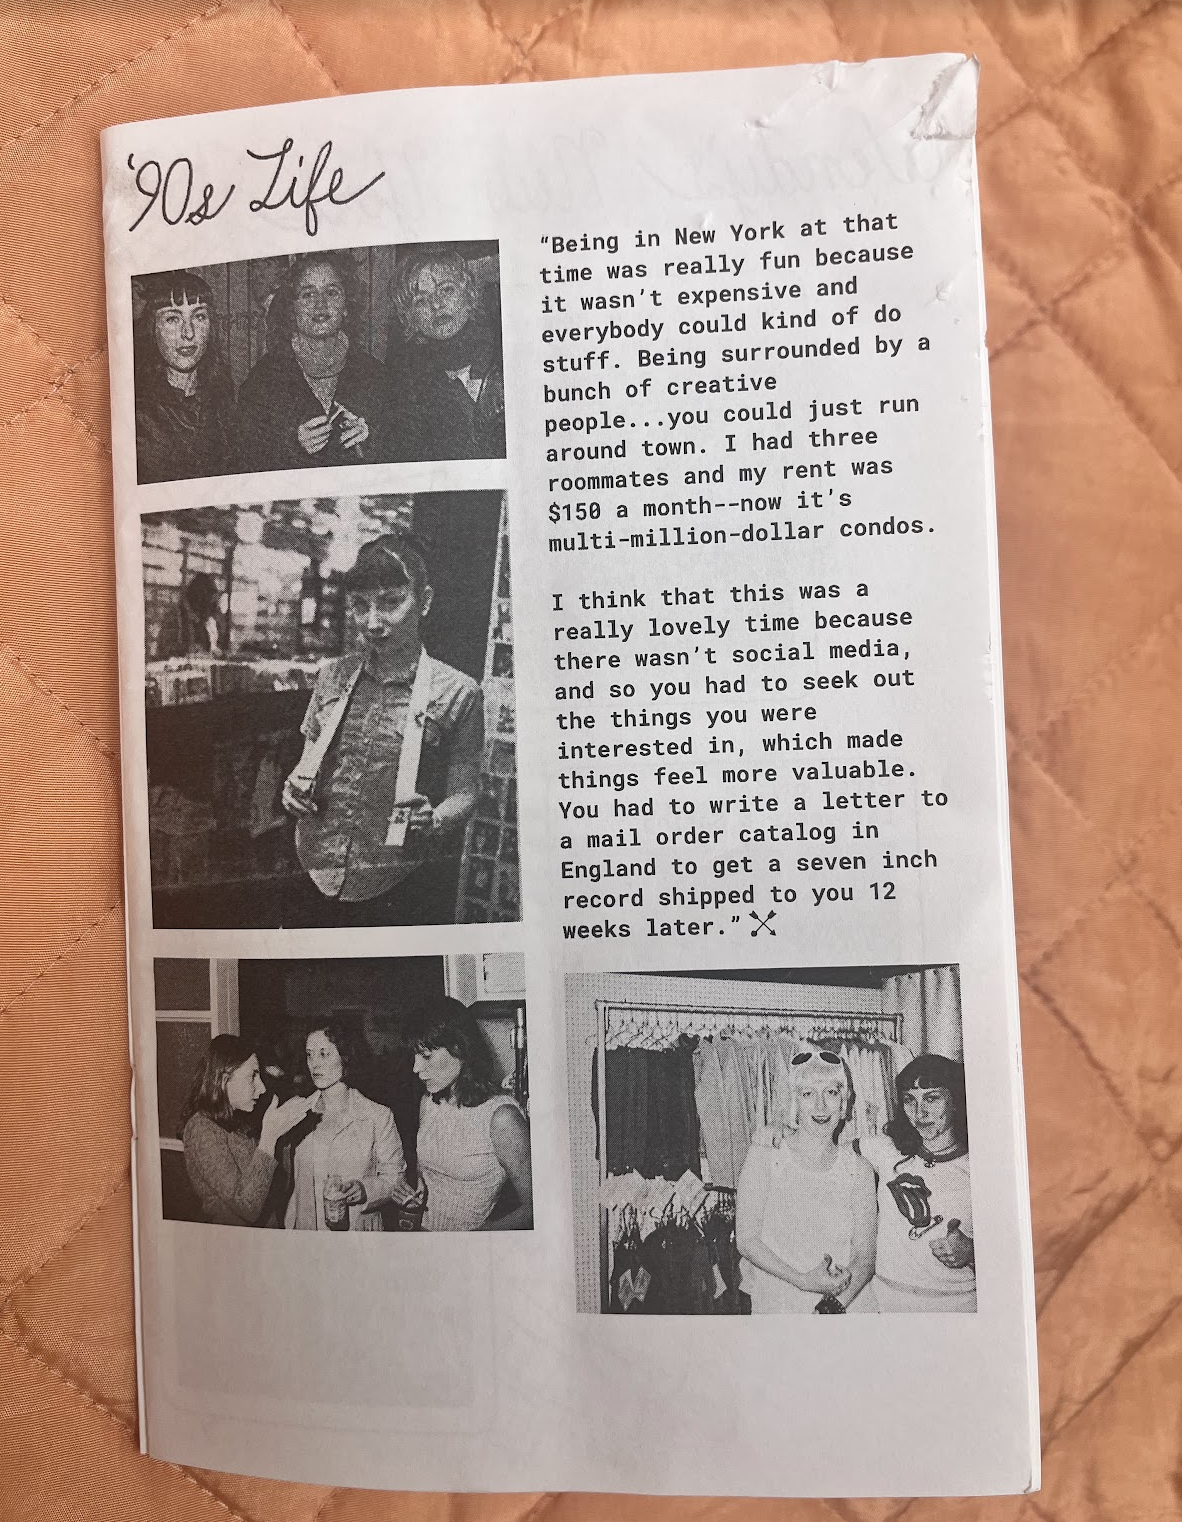 '90s Life
"Being in New York at that
time was really fun because
it wasn't expensive and
everybody could kind of do
stuff. Being surrounded by a
bunch of creative
people...you could just run
around town. I had three
roommates and my rent was
$150 a month--now it's
multi-million-dollar condos.
I think that this was a
really lovely time because
there wasn't social media,
and so you had to seek out
the things you were
interested in, which made
things feel more valuable.
You had to write a letter to
a mail order catalog in
England to get a seven inch
record shipped to you 12
weeks later."